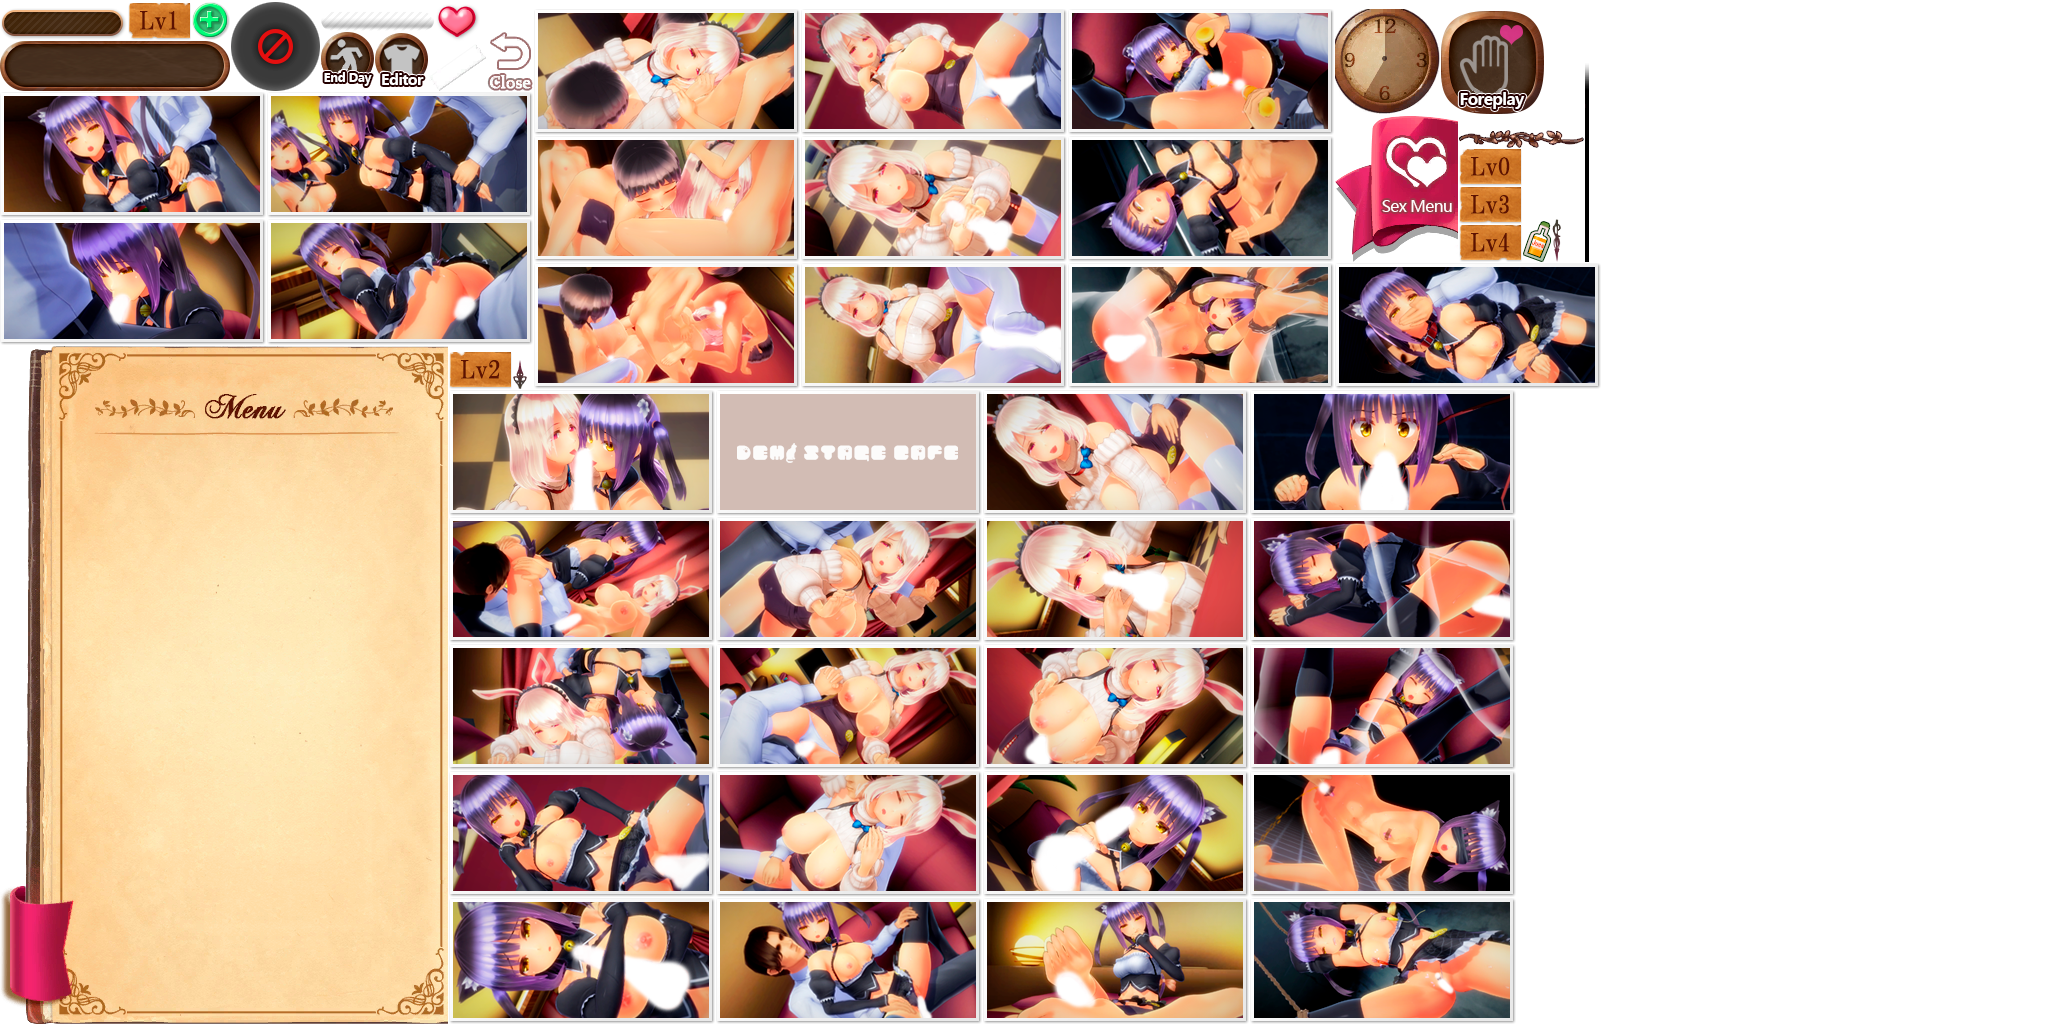 Lv1
End Day
Editor
Close
12
9
3
6
Foreplay
Sex Menu
Lv0
Lv3
Lv4
Lv2
Menu